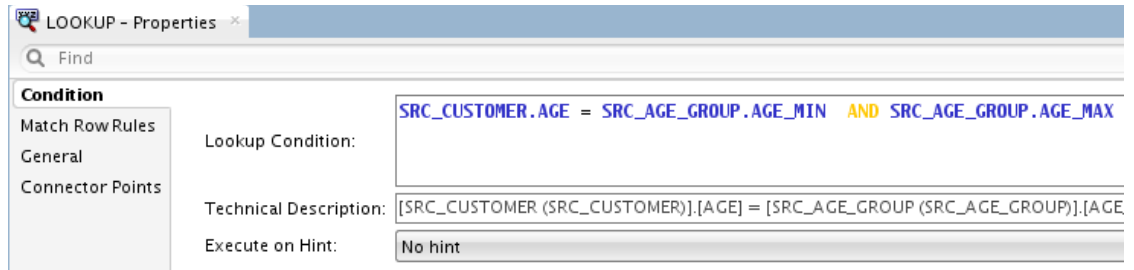 LOOKUP - Properties ×
Find
Condition
Match Row Rules
General
Connector Points
Lookup Condition:
SRC_CUSTOMER.AGE = SRC_AGE_GROUP.AGE_MIN AND SRC_AGE_GROUP.AGE_MAX
Technical Description:
[SRC_CUSTOMER (SRC_CUSTOMER)].[AGE] = [SRC_AGE_GROUP (SRC_AGE_GROUP)].[AGE_
Execute on Hint:
No hint